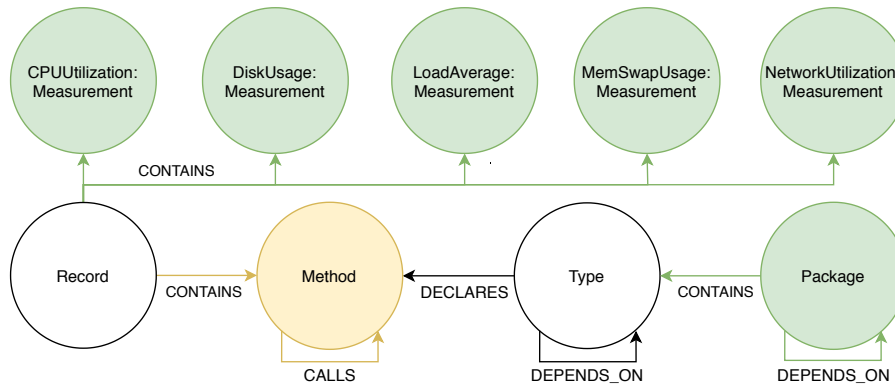 CPUUtilization:
Measurement
DiskUsage:
Measurement
LoadAverage:
Measurement
MemSwapUsage:
Measurement
NetworkUtilization
Measurement
CONTAINS
Record
CONTAINS
Method
CALLS
DECLARES
Type
DEPENDS_ON
CONTAINS
Package
DEPENDS_ON